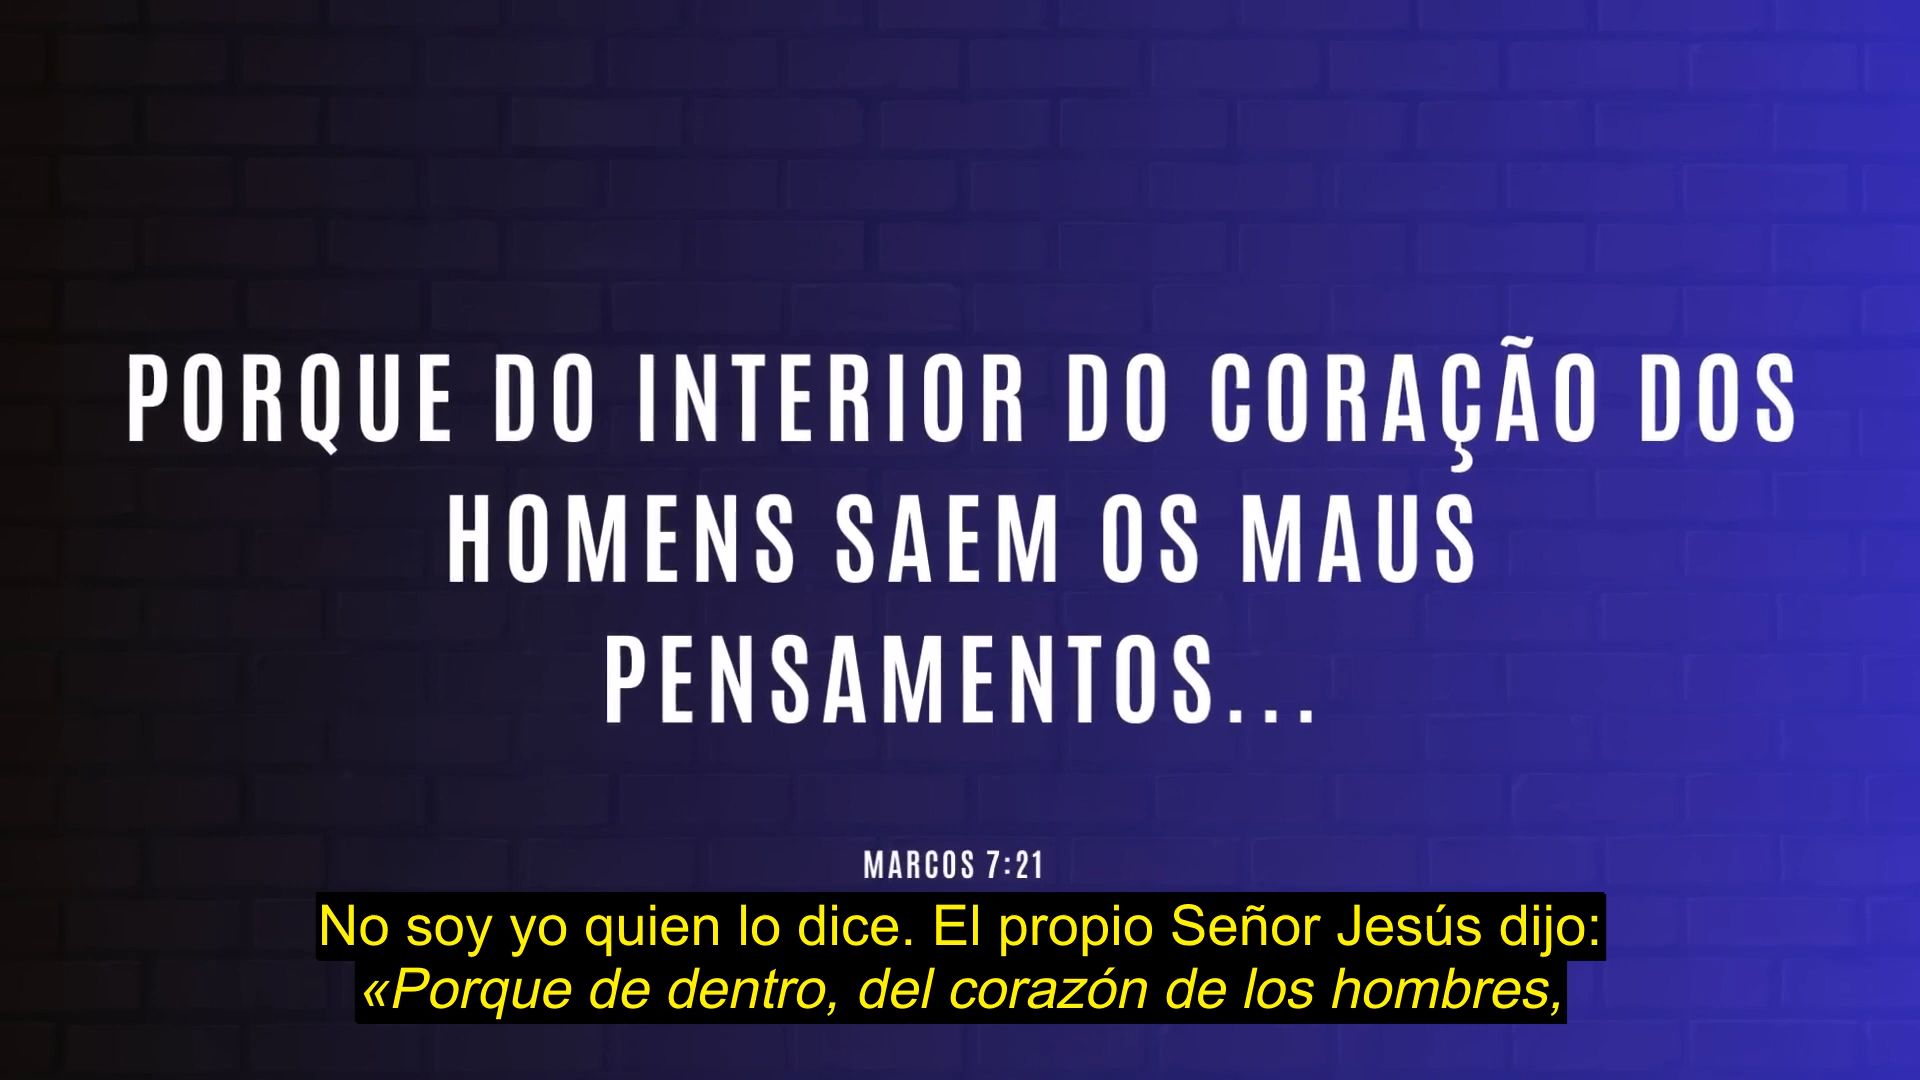 PORQUE DO INTERIOR DO CORAÇÃO DOS
HOMENS SAEM OS MAUS
PENSAMENTOS...
MARCOS 7:21
No soy yo quien lo dice. El propio Señor Jesús dijo:
«Porque de dentro, del corazón de los hombres,